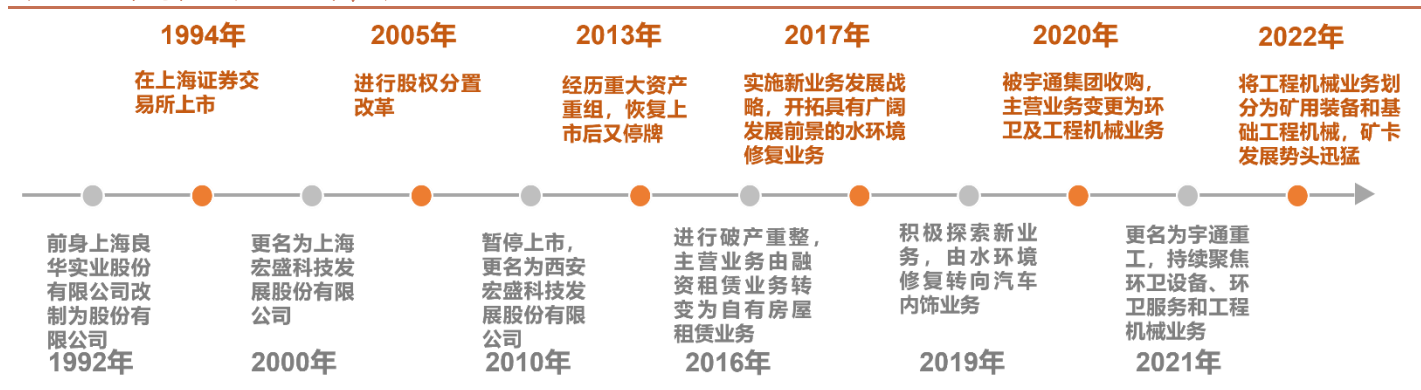 1994年
在上海证券交
易所上市
2005年
进行股权分置
改革
2013年
经历重大资产
重组，恢复上
市后又停牌
2017年
实施新业务发展战
略，开拓具有广阔
发展前景的水环境
修复业务
2020年
被宇通集团收购，
主营业务变更为环
卫及工程机械业务
2022年
将工程机械业务划
分为矿用装备和基
础工程机械，矿卡
发展势头迅猛
前身上海良
华实业股份
有限公司改
制为股份有
限公司
1992年
更名为上海
宏盛科技发
展股份有限
公司
2000年
暂停上市，
更名为西安
宏盛科技发
展股份有限
公司
2010年
进行破产重整，
主营业务由融
资租赁业务转
变为自有房屋
租赁业务
2016年
积极探索新业
务，由水环境
修复转向汽车
内饰业务
2019年
更名为宇通重
工，持续聚焦
环卫设备、环
卫服务和工程
机械业务
2021年